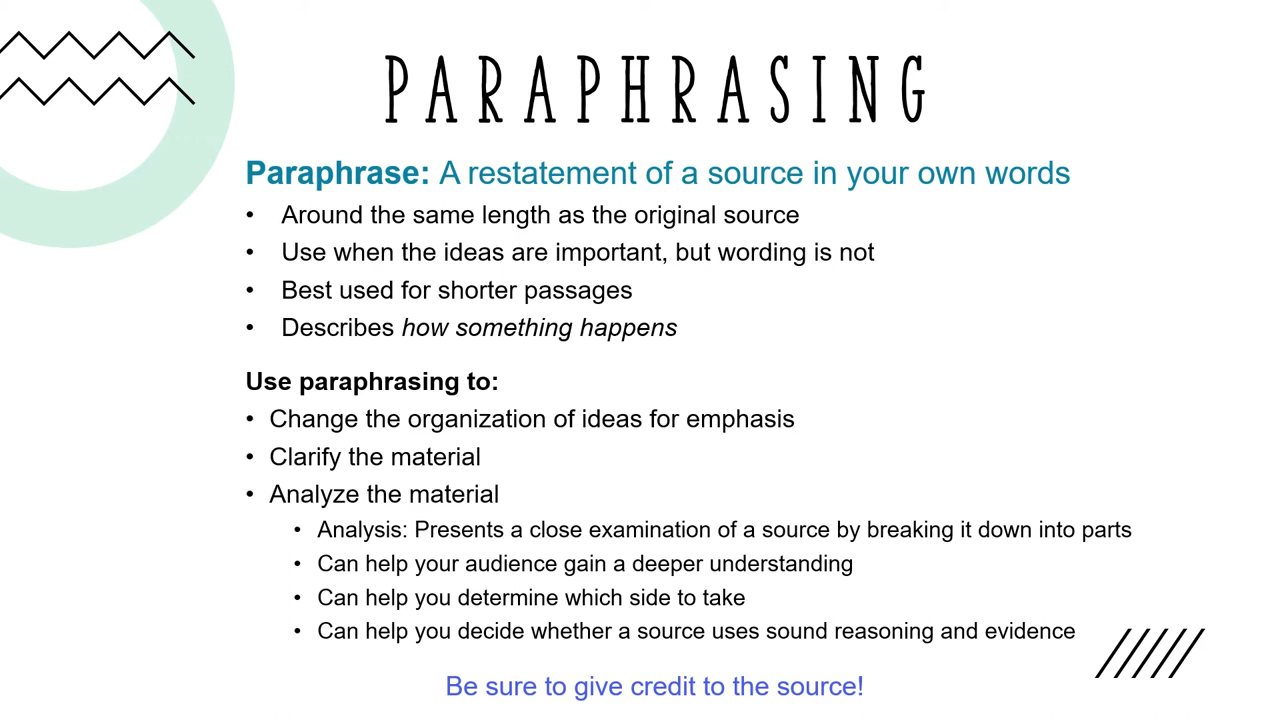 PARAPHRASING
Paraphrase: A restatement of a source in your own words
• Around the same length as the original source
• Use when the ideas are important, but wording is not
• Best used for shorter passages
• Describes how something happens
Use paraphrasing to:
• Change the organization of ideas for emphasis
• Clarify the material
• Analyze the material
• Analysis: Presents a close examination of a source by breaking it down into parts
• Can help your audience gain a deeper understanding
• Can help you determine which side to take
• Can help you decide whether a source uses sound reasoning and evidence
Be sure to give credit to the source!